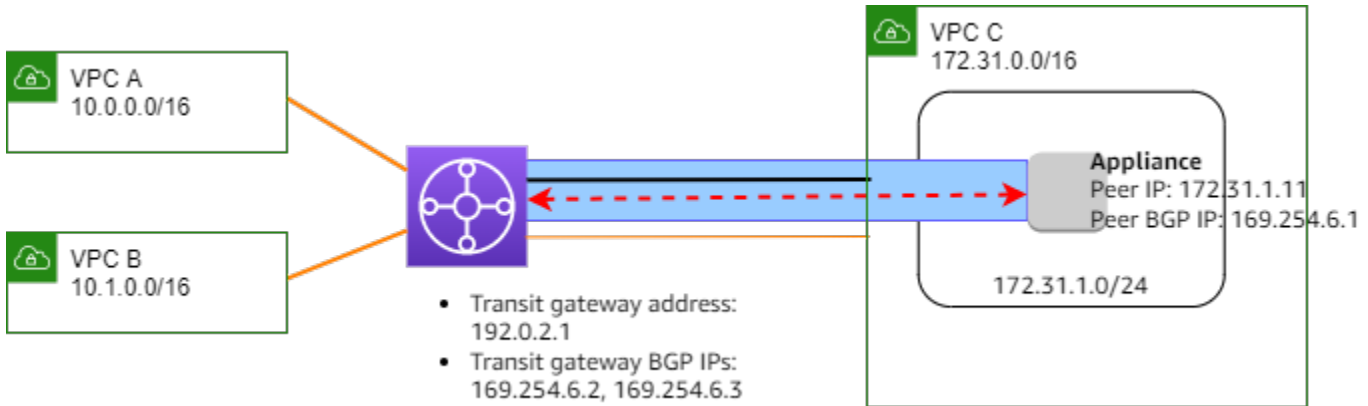 VPC A
10.0.0.0/16
VPC B
10.1.0.0/16
• Transit gateway address:
192.0.2.1
• Transit gateway BGP IPs:
169.254.6.2, 169.254.6.3
VPC C
172.31.0.0/16
Appliance
Peer IP: 172.31.1.11
Peer BGP IP: 169.254.6.1
172.31.1.0/24